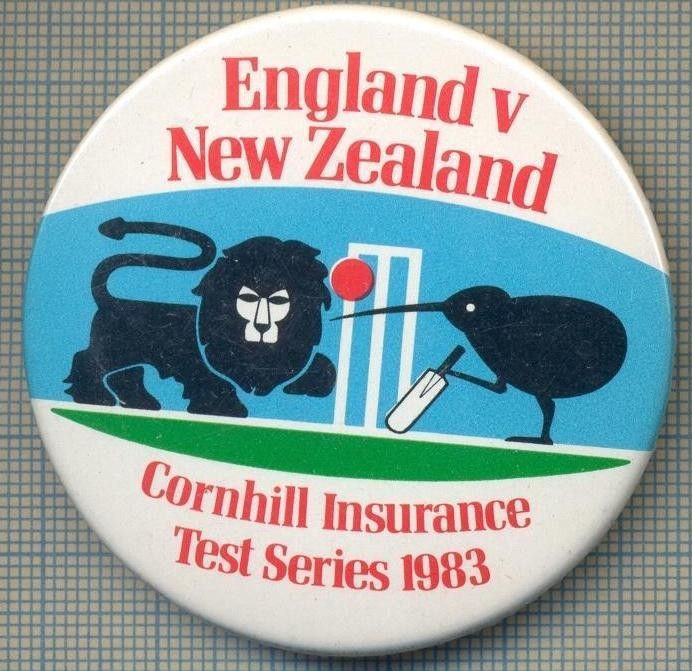 England v
New Zealand
Cornhill Insurance
Test Series 1983